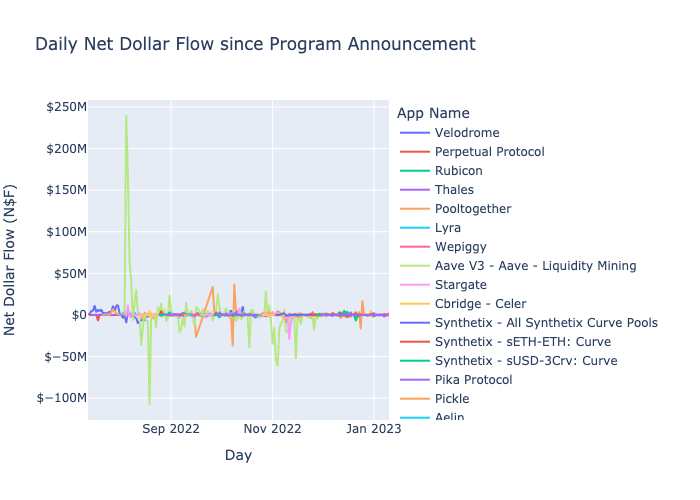 Daily Net Dollar Flow since Program Announcement
Net Dollar Flow (N$F)
$250M
$200M
$150M
$100M
$50M
$0
$−50M
$−100M
Sep 2022
Nov 2022
Jan 2023
Day
App Name
Velodrome
Perpetual Protocol
Rubicon
Thales
Pooltogether
Lyra
Wepiggy
Aave V3 - Aave - Liquidity Mining
Stargate
Cbridge - Celer
Synthetix - All Synthetix Curve Pools
Synthetix - sETH-ETH: Curve
Synthetix - sUSD-3Crv: Curve
Pika Protocol
Pickle
Aelin